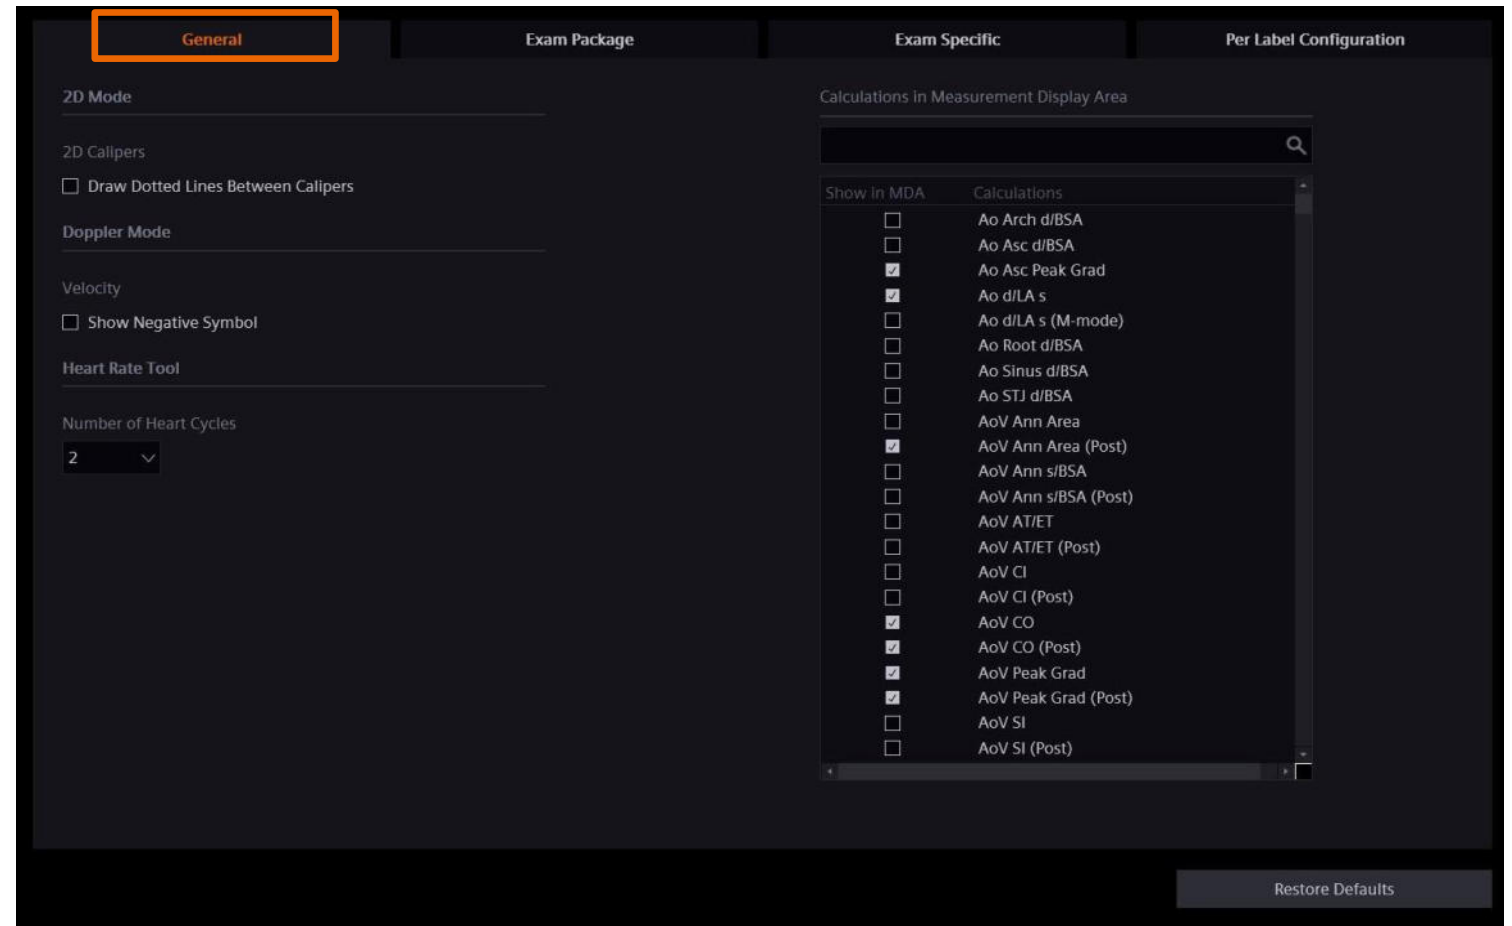 General
Exam Package
Exam Specific
Per Label Configuration
2D Mode
2D Calipers
Draw Dotted Lines Between Calipers
Doppler Mode
Velocity
Show Negative Symbol
Heart Rate Tool
Number of Heart Cycles
2
Calculations in Measurement Display Area
Show in MDA Calculations
Ao Arch d/BSA
Ao Asc d/BSA
Ao Asc Peak Grad
Ao d/LA s
Ao d/LA s (M-mode)
Ao Root d/BSA
Ao Sinus d/BSA
Ao STJ d/BSA
AoV Ann Area
AoV Ann Area (Post)
AoV Ann s/BSA
AoV Ann s/BSA (Post)
AoV AT/ET
AoV AT/ET (Post)
AoV CI
AoV CI (Post)
AoV CO
AoV CO (Post)
AoV Peak Grad
AoV Peak Grad (Post)
AoV SI
AoV SI (Post)
Restore Defaults